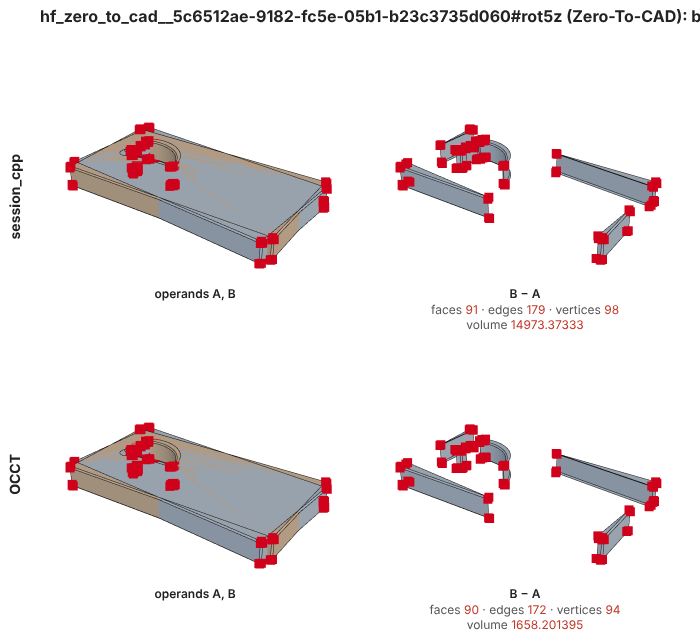 hf_zero_to_cad__5c6512ae-9182-fc5e-05b1-b23c3735d060#rot5z (Zero-To-CAD): b
session_cpp
operands A, B
B − A
faces 91 · edges 179 · vertices 98
volume 14973.37333
OCCT
operands A, B
B − A
faces 90 · edges 172 · vertices 94
volume 1658.201395